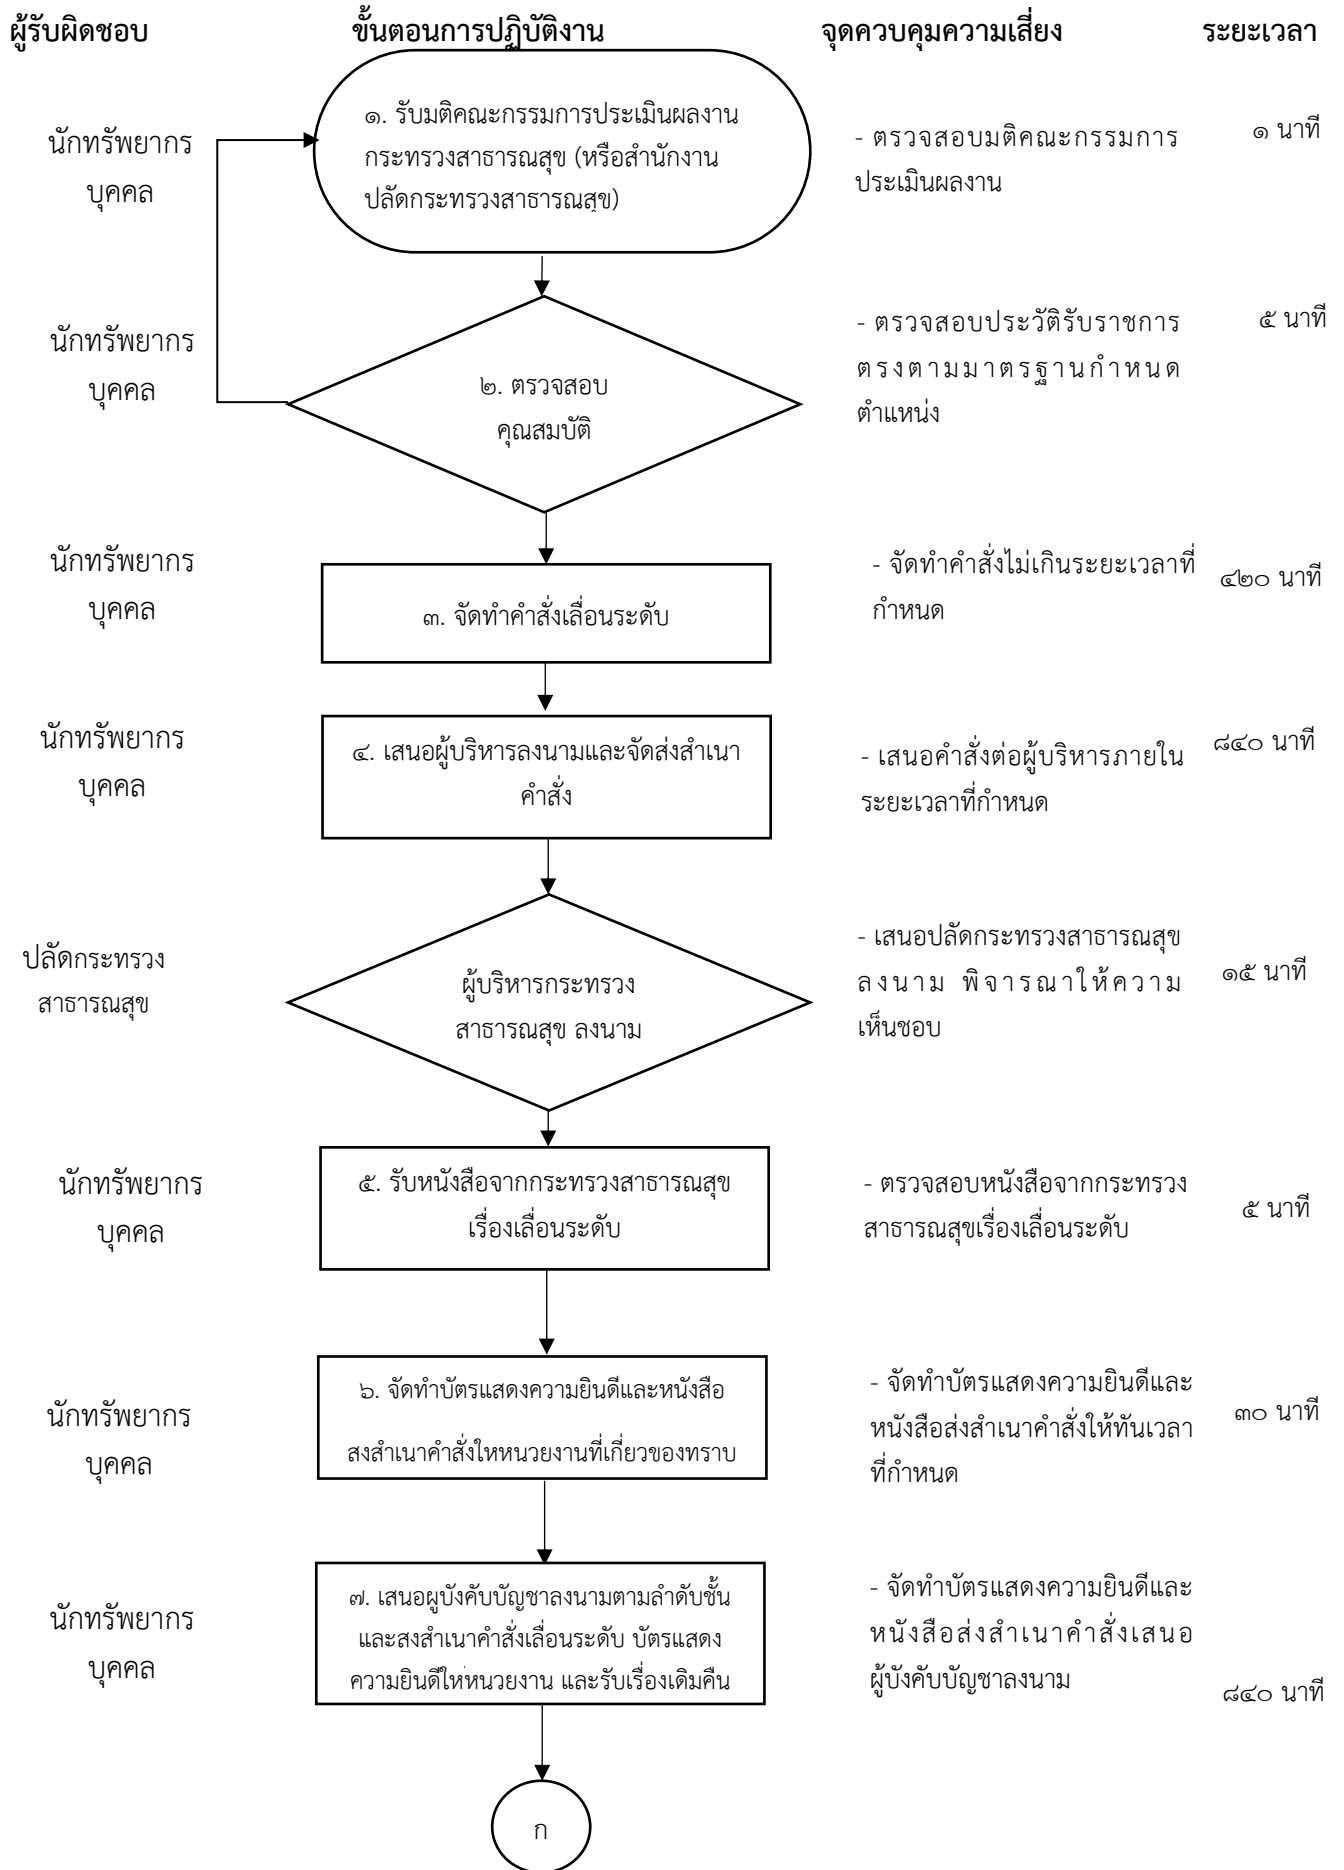 ผู้รับผิดชอบ ขั้นตอนการปฏิบัติงาน จุดควบคุมความเสี่ยง ระยะเวลา
นักทรัพยากร
บุคคล
๑. รับมติคณะกรรมการประเมินผลงาน
กระทรวงสาธารณสุข (หรือสำนักงาน
ปลัดกระทรวงสาธารณสุข)
- ตรวจสอบมติคณะกรรมการ
ประเมินผลงาน
๑ นาที
นักทรัพยากร
บุคคล
๒. ตรวจสอบ
คุณสมบัติ
- ตรวจสอบประวัติรับราชการ
ตรงตามมาตรฐานกำหนด
ตำแหน่ง
๕ นาที
นักทรัพยากร
บุคคล
๓. จัดทำคำสั่งเลื่อนระดับ
- จัดทำคำสั่งไม่เกินระยะเวลาที่
กำหนด
๔๒๐ นาที
นักทรัพยากร
บุคคล
๔. เสนอผู้บริหารลงนามและจัดส่งสำเนา
คำสั่ง
- เสนอคำสั่งต่อผู้บริหารภายใน
ระยะเวลาที่กำหนด
๘๔๐ นาที
ปลัดกระทรวง
สาธารณสุข
ผู้บริหารกระทรวง
สาธารณสุข ลงนาม
- เสนอปลัดกระทรวงสาธารณสุข
ลงนาม พิจารณาให้ความ
เห็นชอบ
๑๕ นาที
นักทรัพยากร
บุคคล
๕. รับหนังสือจากกระทรวงสาธารณสุข
เรื่องเลื่อนระดับ
- ตรวจสอบหนังสือจากกระทรวง
สาธารณสุขเรื่องเลื่อนระดับ
๕ นาที
นักทรัพยากร
บุคคล
๖. จัดทำบัตรแสดงความยินดีและหนังสือ
สงสำเนาคำสั่งใหหนวยงานที่เกี่ยวของทราบ
- จัดทำบัตรแสดงความยินดีและ
หนังสือส่งสำเนาคำสั่งให้ทันเวลา
ที่กำหนด
๓๐ นาที
นักทรัพยากร
บุคคล
๗. เสนอผูบังคับบัญชาลงนามตามลำดับชั้น
และสงสำเนาคำสั่งเลื่อนระดับ บัตรแสดง
ความยินดีใหหนวยงาน และรับเรื่องเดิมคืน
- จัดทำบัตรแสดงความยินดีและ
หนังสือส่งสำเนาคำสั่งเสนอ
ผู้บังคับบัญชาลงนาม
๘๔๐ นาที
ก